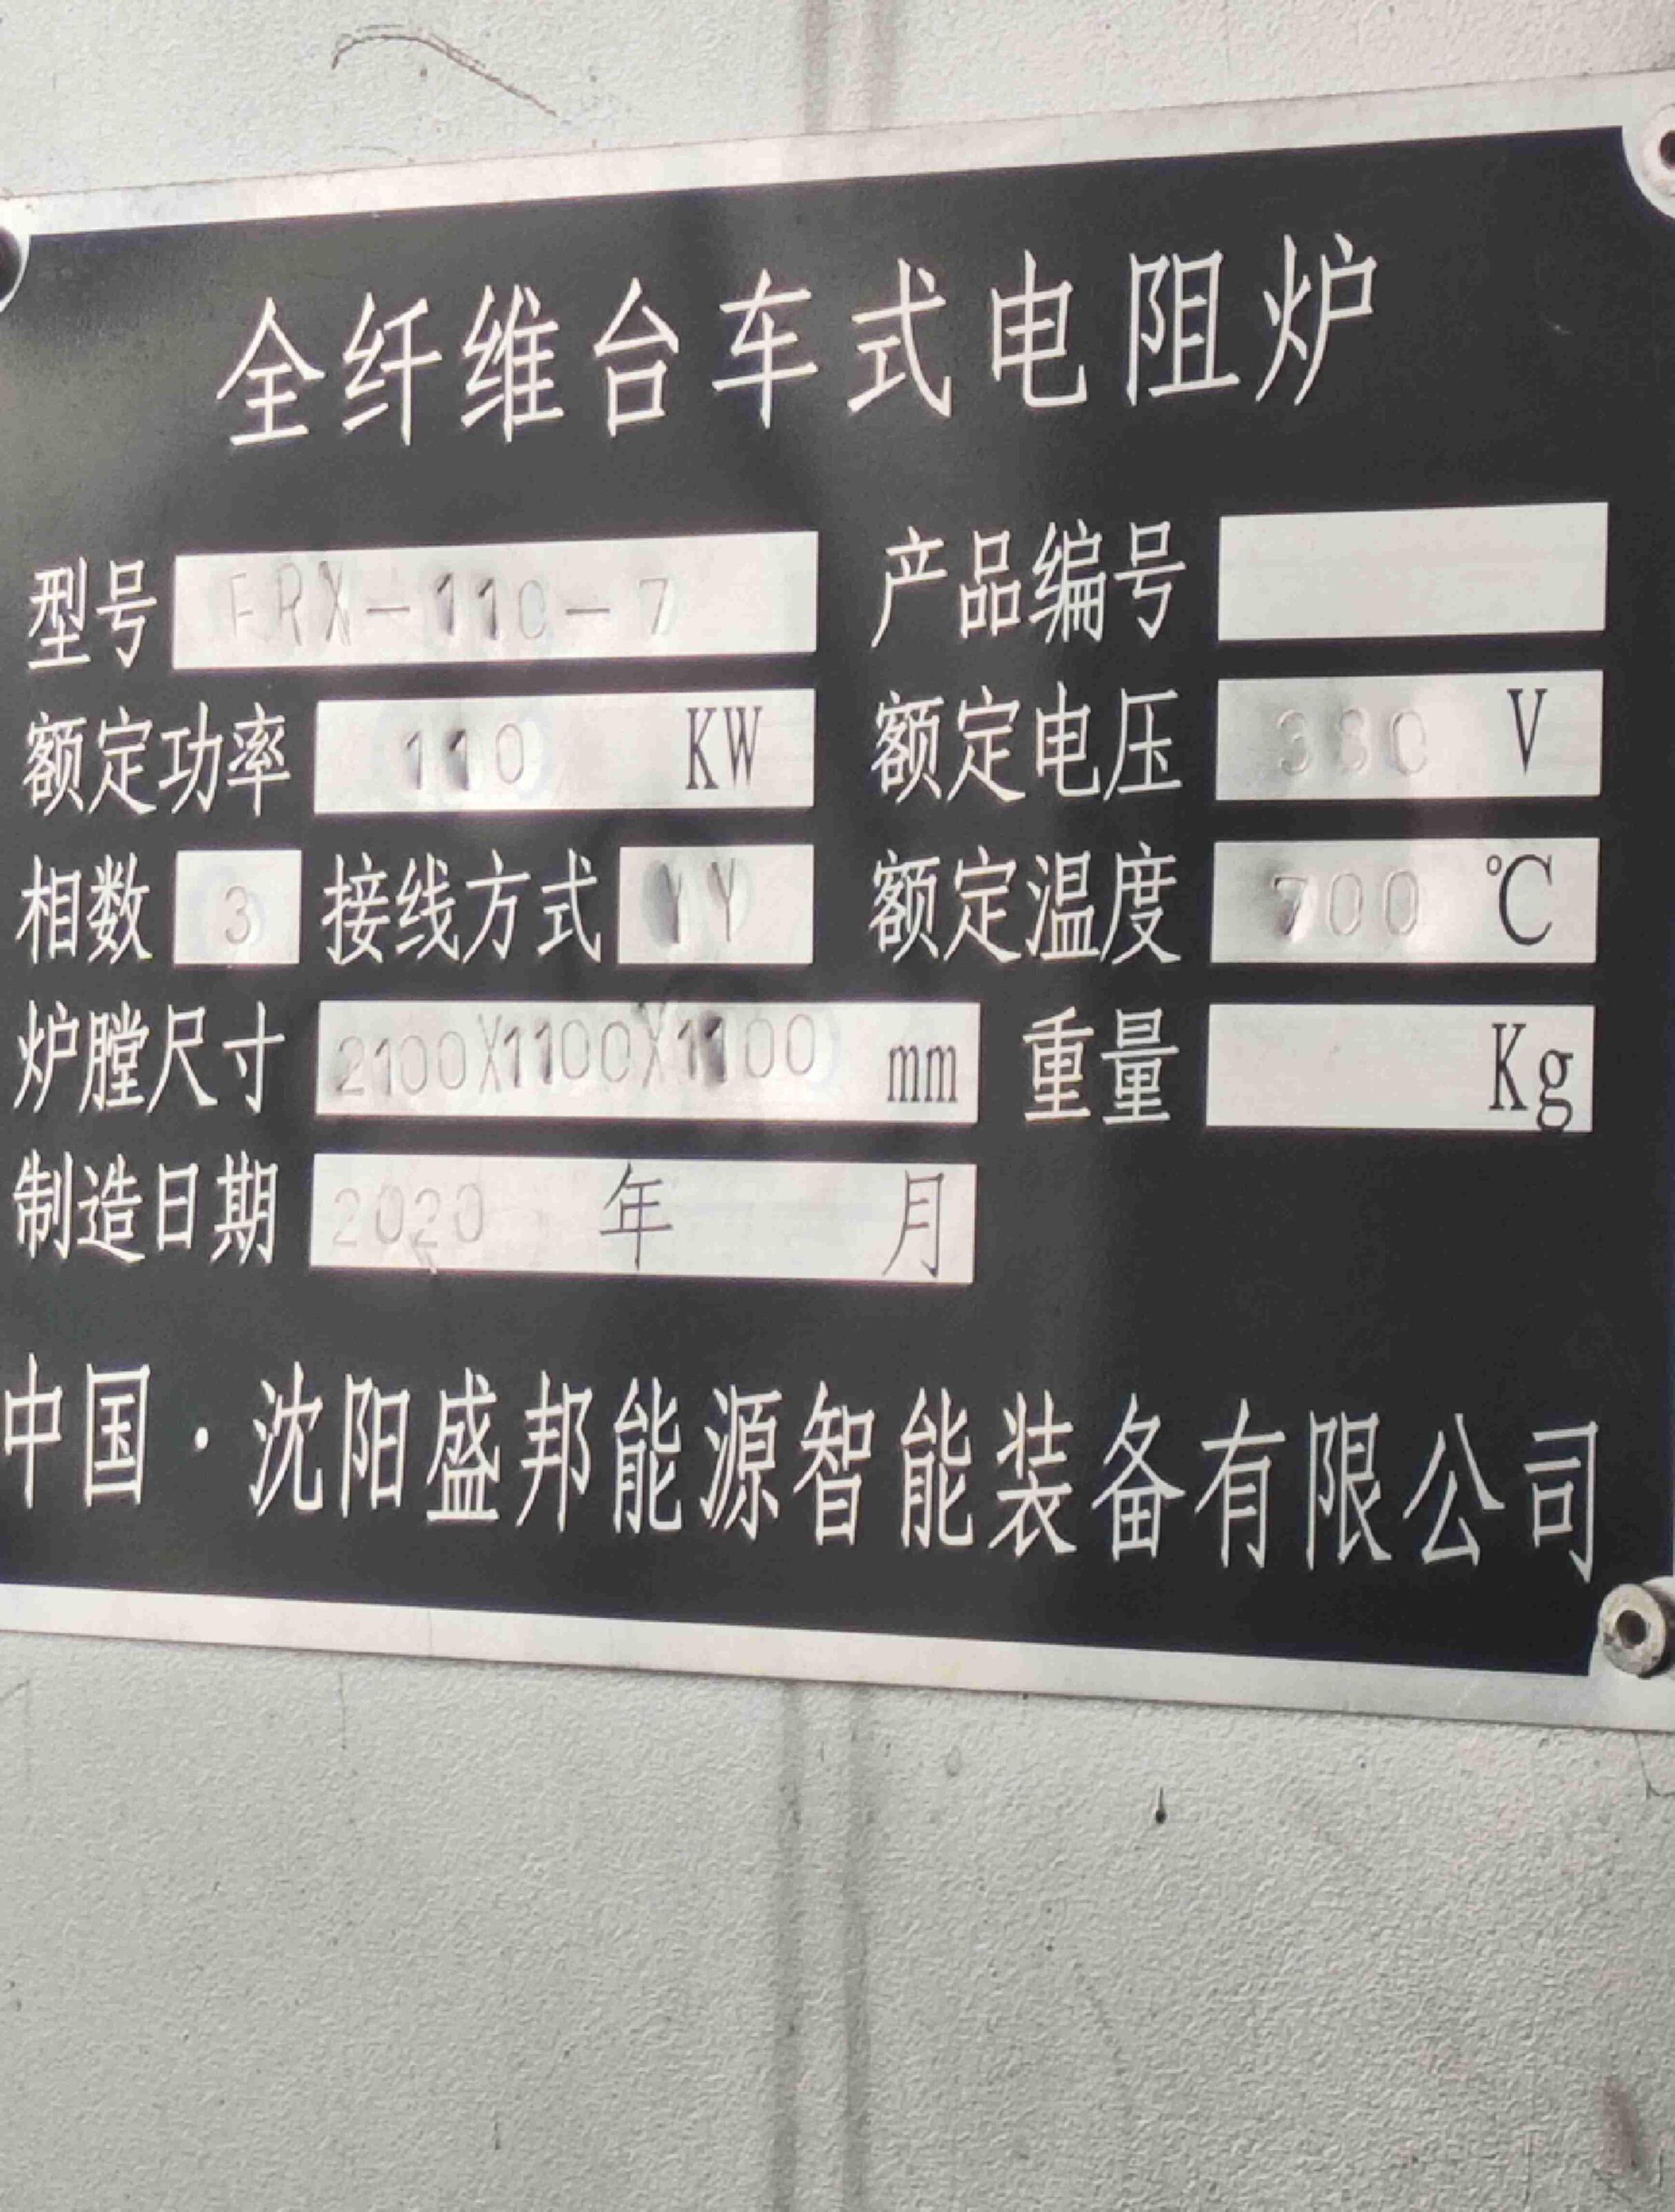 全纤维台车式电阻炉
型号 FRX-110-7 产品编号
额定功率 110 KW 额定电压 380 V
相数 3 接线方式 YY 额定温度 700 ℃
炉膛尺寸 2100X1100X1100 mm 重量 Kg
制造日期 2020 年 月
中国·沈阳盛邦能源智能装备有限公司